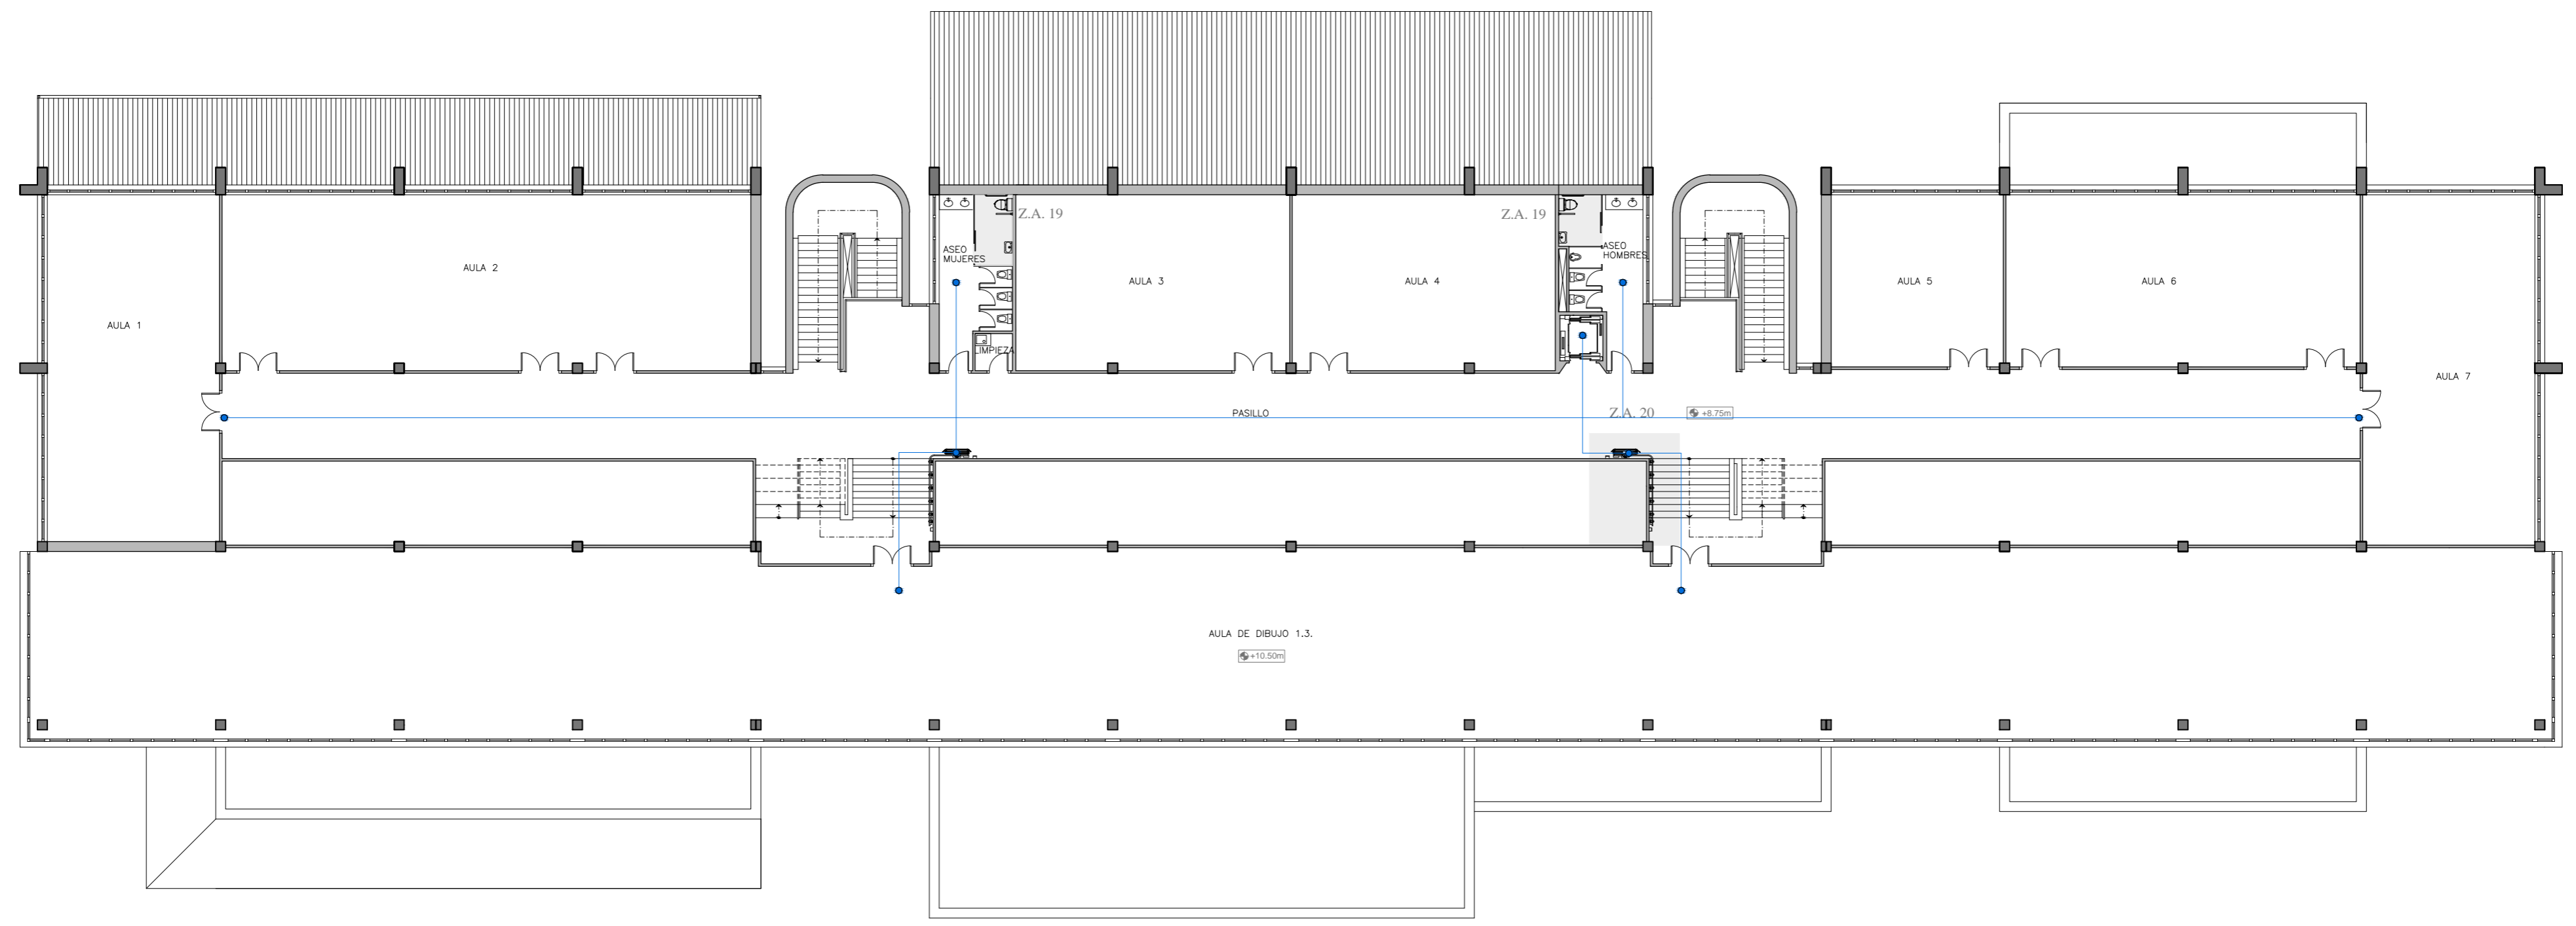 Z.A. 19
Z.A. 19
ASEO
MUJERES
ASEO
HOMBRES
AULA 2
AULA 3
AULA 4
AULA 5
AULA 6
AULA 1
LIMPIEZA
AULA 7
PASILLO
Z.A. 20
+8.75m
AULA DE DIBUJO 1.3.
+10.50m